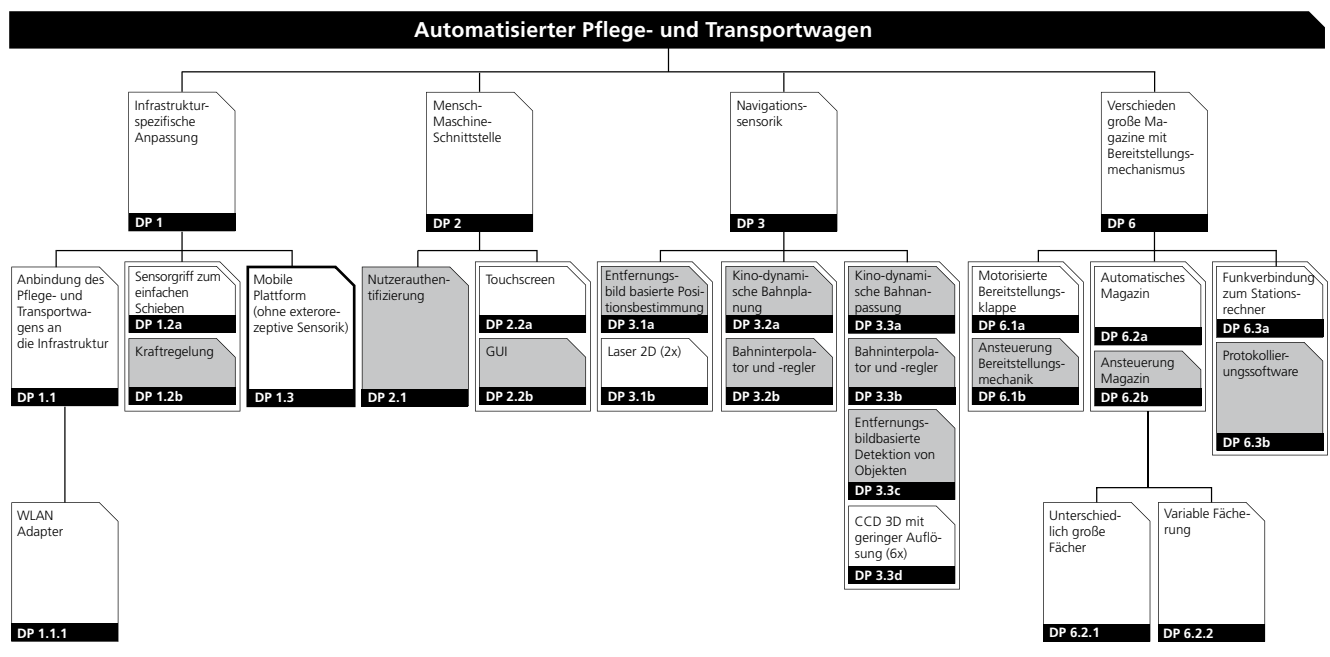 Automatisierter Pflege- und Transportwagen
Infrastruktur-
spezifische
Anpassung
DP 1
Mensch-
Maschine-
Schnittstelle
DP 2
Navigations-
sensorik
DP 3
Verschieden
große Ma-
gazine mit
Bereitstellungs-
mechanismus
DP 6
Anbindung des
Pflege- und
Transportwa-
gens an
die Infrastruktur
DP 1.1
Sensorgriff zum
einfachen
Schieben
DP 1.2a
Kraftregelung
DP 1.2b
Mobile
Plattform
(ohne exterore-
zeptive Sensorik)
DP 1.3
Nutzerauthen-
tifizierung
DP 2.1
Touchscreen
DP 2.2a
GUI
DP 2.2b
Entfernungs-
bild basierte Posi-
tionsbestimmung
DP 3.1a
Laser 2D (2x)
DP 3.1b
Kino-dynami-
sche Bahnpla-
nung
DP 3.2a
Bahninterpola-
tor und -regler
DP 3.2b
Kino-dynami-
sche Bahnan-
passung
DP 3.3a
Bahninterpola-
tor und -regler
DP 3.3b
Entfernungs-
bildbasierte
Detektion von
Objekten
DP 3.3c
CCD 3D mit
geringer Auflö-
sung (6x)
DP 3.3d
Motorisierte
Bereitstellungs-
klappe
DP 6.1a
Ansteuerung
Bereitstellungs-
mechanik
DP 6.1b
Automatisches
Magazin
DP 6.2a
Ansteuerung
Magazin
DP 6.2b
Funkverbindung
zum Stations-
rechner
DP 6.3a
Protokollier-
ungssoftware
DP 6.3b
WLAN
Adapter
DP 1.1.1
Unterschied-
lich große
Fächer
DP 6.2.1
Variable Fäche-
rung
DP 6.2.2